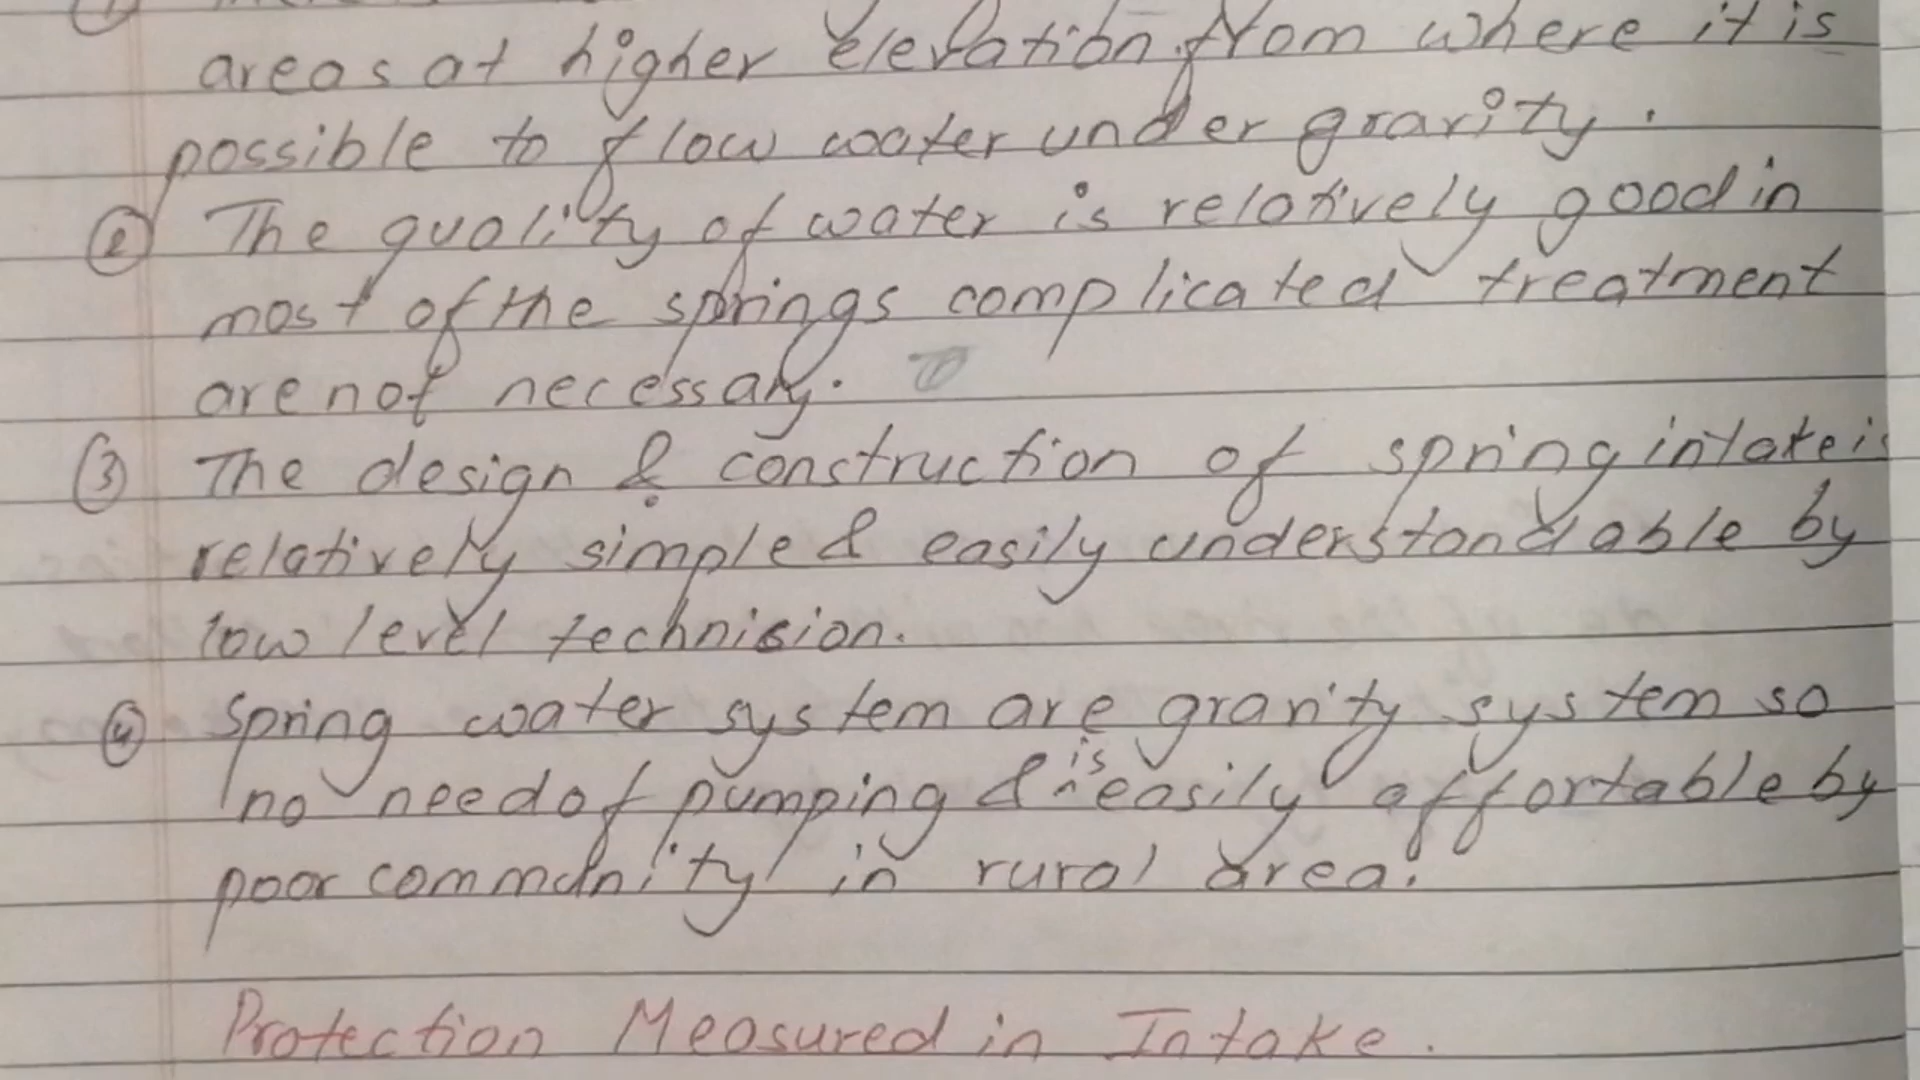 areas at higher elevation from where it is
possible to flow water under gravity.
② The quality of water is relatively good in
most of the springs complicated treatment
are not necessary.
③ The design & construction of spring intake is
relatively simple & easily understandable by
low level technision.
④ Spring water system are gravity system so
no need of pumping & is easily affortable by
poor commdnity in rural area.
Protection Measured in Intake.